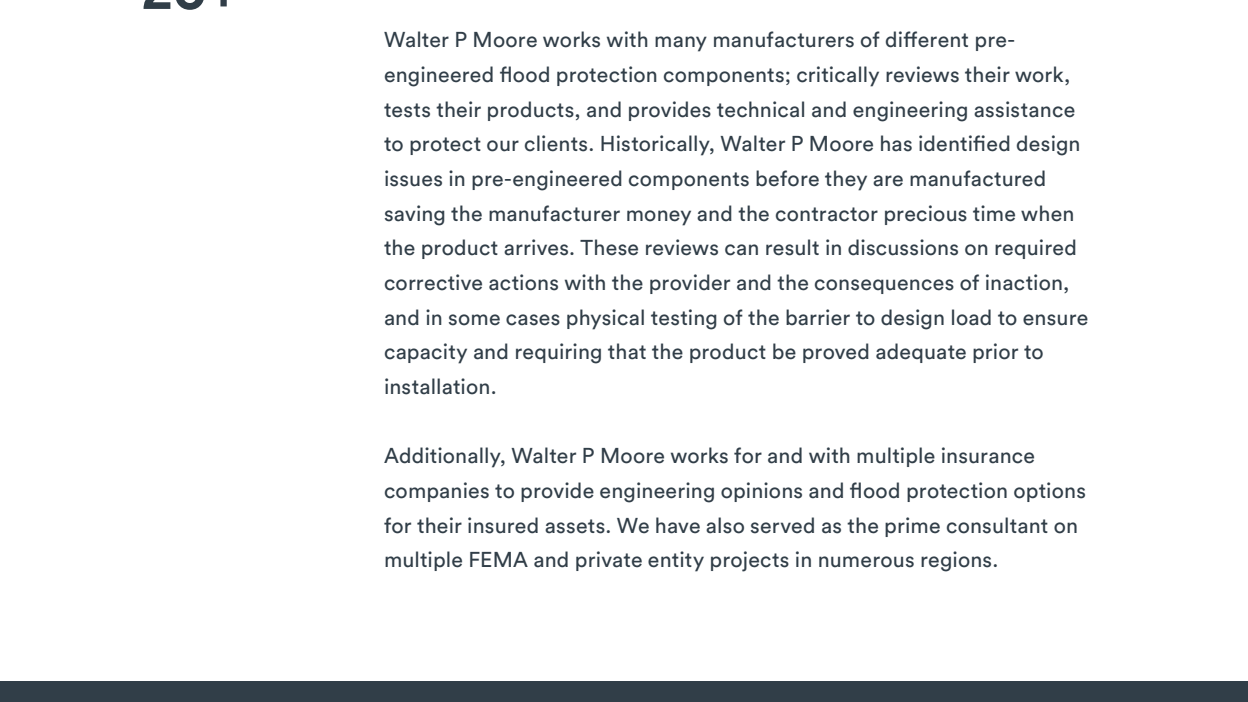 Walter P Moore works with many manufacturers of different pre-
engineered flood protection components; critically reviews their work,
tests their products, and provides technical and engineering assistance
to protect our clients. Historically, Walter P Moore has identified design
issues in pre-engineered components before they are manufactured
saving the manufacturer money and the contractor precious time when
the product arrives. These reviews can result in discussions on required
corrective actions with the provider and the consequences of inaction,
and in some cases physical testing of the barrier to design load to ensure
capacity and requiring that the product be proved adequate prior to
installation.
Additionally, Walter P Moore works for and with multiple insurance
companies to provide engineering opinions and flood protection options
for their insured assets. We have also served as the prime consultant on
multiple FEMA and private entity projects in numerous regions.